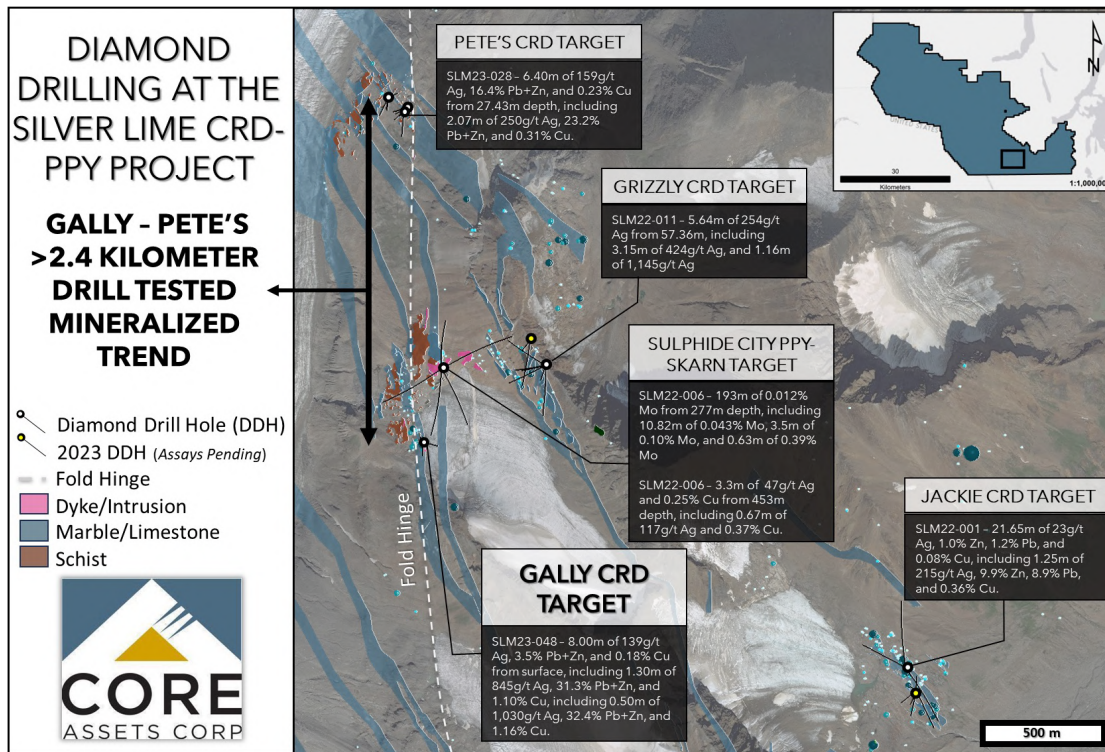 DIAMOND
DRILLING AT THE
SILVER LIME CRD-
PPY PROJECT
GALLY – PETE'S
>2.4 KILOMETER
DRILL TESTED
MINERALIZED
TREND
Diamond Drill Hole (DDH)
2023 DDH (Assays Pending)
Fold Hinge
Dyke/Intrusion
Marble/Limestone
Schist
CORE
ASSETS CORP
PETE'S CRD TARGET
SLM23-028 – 6.40m of 159g/t
Ag, 16.4% Pb+Zn, and 0.23% Cu
from 27.43m depth, including
2.07m of 250g/t Ag, 23.2%
Pb+Zn, and 0.31% Cu.
GRIZZLY CRD TARGET
SLM22-011 – 5.64m of 254g/t
Ag from 57.36m, including
3.15m of 424g/t Ag, and 1.16m
of 1,145g/t Ag
SULPHIDE CITY PPY-
SKARN TARGET
SLM22-006 – 193m of 0.012%
Mo from 277m depth, including
10.82m of 0.043% Mo, 3.5m of
0.10% Mo, and 0.63m of 0.39%
Mo
SLM22-006 – 3.3m of 47g/t Ag
and 0.25% Cu from 453m
depth, including 0.67m of
117g/t Ag and 0.37% Cu.
JACKIE CRD TARGET
SLM22-001 – 21.65m of 23g/t
Ag, 1.0% Zn, 1.2% Pb, and
0.08% Cu, including 1.25m of
215g/t Ag, 9.9% Zn, 8.9% Pb,
and 0.36% Cu.
GALLY CRD
TARGET
SLM23-048 – 8.00m of 139g/t
Ag, 3.5% Pb+Zn, and 0.18% Cu
from surface, including 1.30m of
845g/t Ag, 31.3% Pb+Zn, and
1.10% Cu, including 0.50m of
1,030g/t Ag, 32.4% Pb+Zn, and
1.16% Cu.
Fold Hinge
N
30
Kilometers
1:1,000,00
500 m